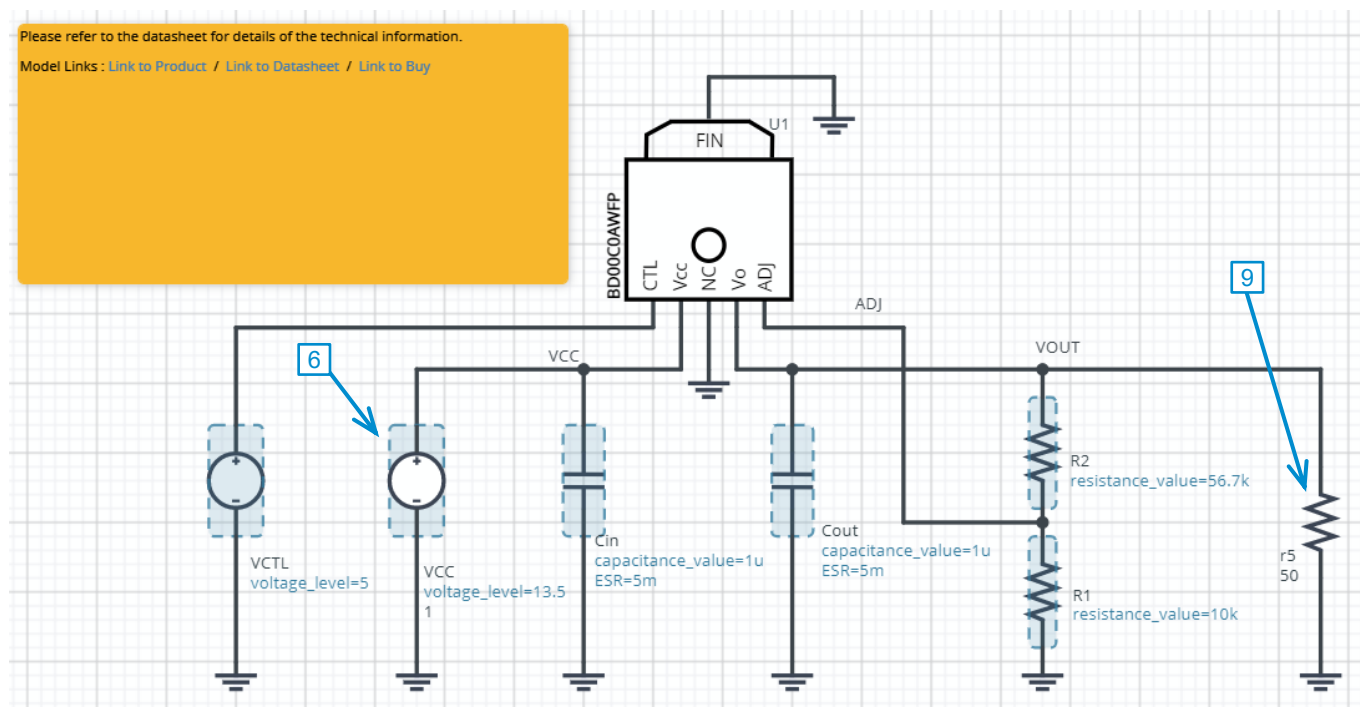 Please refer to the datasheet for details of the technical information.
Model Links : Link to Product / Link to Datasheet / Link to Buy
U1
FIN
BD00C0AWFP
CTL
Vcc
NC
Vo
ADJ
ADJ
9
6
VCC
VOUT
R2
resistance_value=56.7k
VCTL
voltage_level=5
VCC
voltage_level=13.5
1
Cin
capacitance_value=1u
ESR=5m
Cout
capacitance_value=1u
ESR=5m
R1
resistance_value=10k
r5
50